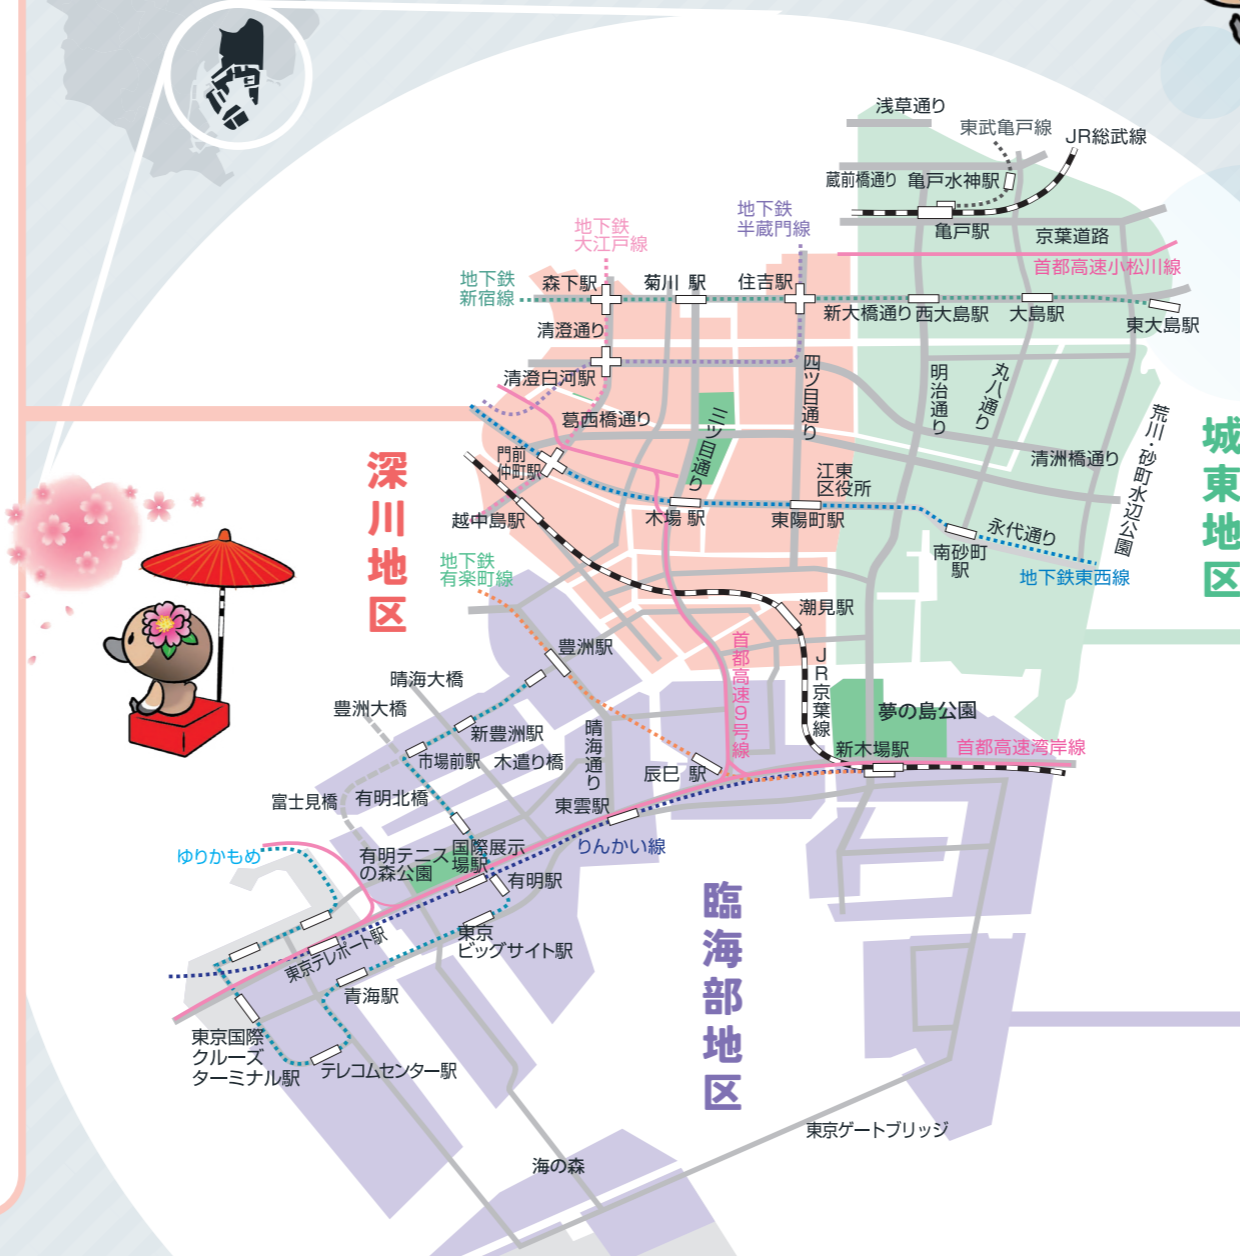 浅草通り
東武亀戸線
JR総武線
蔵前橋通り
亀戸水神駅
亀戸駅
京葉道路
首都高速小松川線
地下鉄
大江戸線
地下鉄
半蔵門線
地下鉄
新宿線
森下駅
菊川 駅
住吉駅
新大橋通り
西大島駅
大島駅
東大島駅
清澄通り
清澄白河駅
四ツ目通り
明治通り
丸八通り
荒川・砂町水辺公園
葛西橋通り
三ツ目通り
清洲橋通り
門前
仲町駅
江東
区役所
越中島駅
木場 駅
東陽町駅
南砂町
駅
永代通り
地下鉄東西線
深川地区
城東地区
地下鉄
有楽町線
潮見駅
豊洲駅
首都高速9号線
JR京葉線
晴海大橋
豊洲大橋
夢の島公園
新豊洲駅
晴海通り
新木場駅
首都高速湾岸線
市場前駅
木遣り橋
辰巳 駅
富士見橋
有明北橋
東雲駅
ゆりかもめ
有明テニス
の森公園
国際展示
場駅
りんかい線
有明駅
臨海部地区
東京
ビッグサイト駅
東京テレポート駅
青海駅
東京国際
クルーズ
ターミナル駅
テレコムセンター駅
東京ゲートブリッジ
海の森